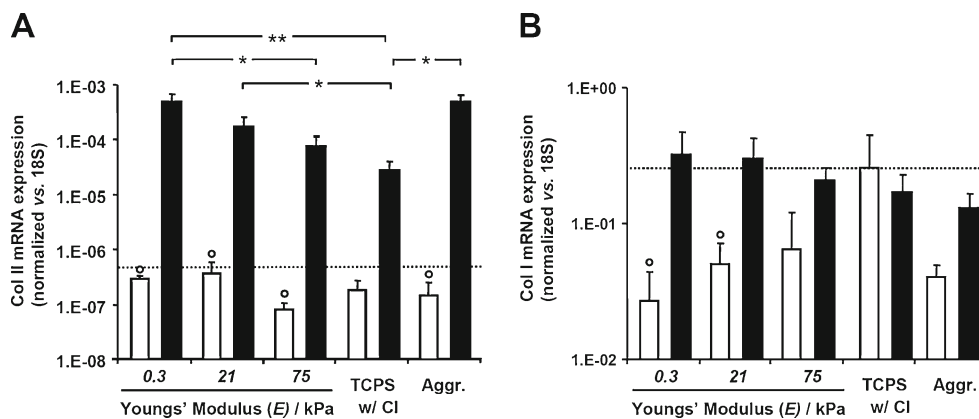 A
**
*
*
*
Col II mRNA expression
(normalized vs. 18S)
1.E-03
1.E-04
1.E-05
1.E-06
1.E-07
1.E-08
0.3 21 75 TCPS w/ CI Aggr.
Youngs’ Modulus (E) / kPa
B
Col I mRNA expression
(normalized vs. 18S)
1.E+00
1.E-01
1.E-02
0.3 21 75 TCPS w/ CI Aggr.
Youngs’ Modulus (E) / kPa